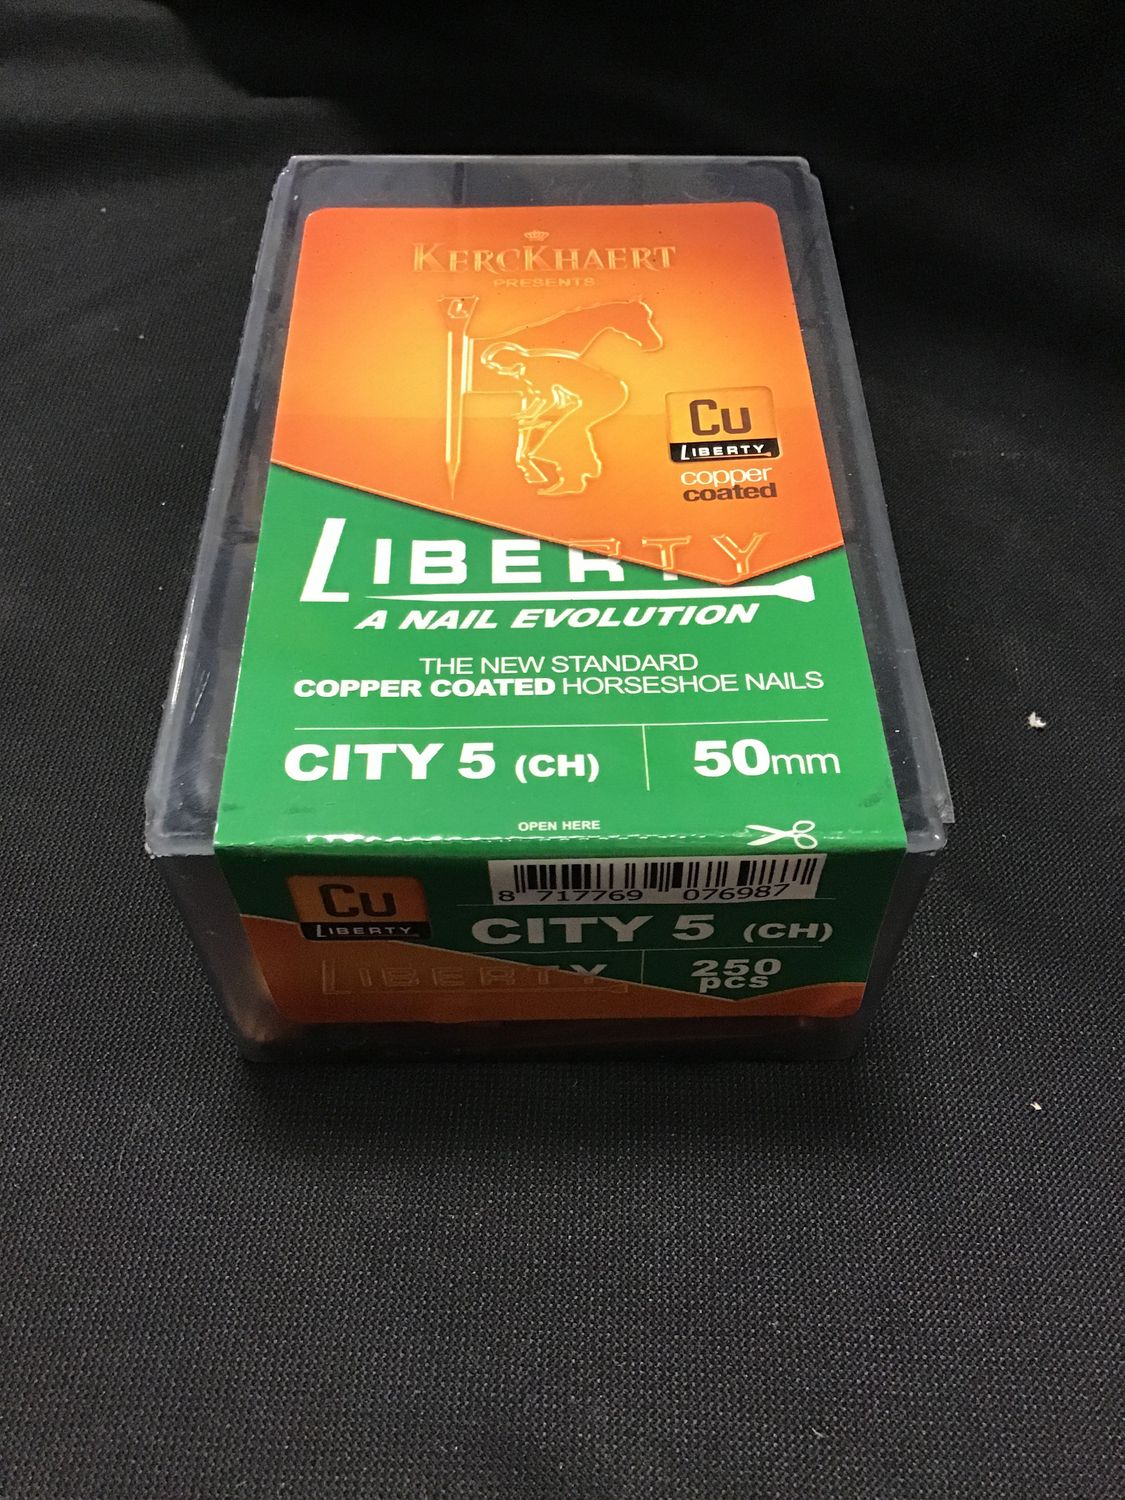 KERCKHAERT
PRESENTS:
L
Cu
LIBERTY
copper
coated
LIBERTY
A NAIL EVOLUTION
THE NEW STANDARD
COPPER COATED HORSESHOE NAILS
CITY 5 (CH) 50mm
OPEN HERE
8 717769 076987
Cu
LIBERTY
CITY 5 (CH)
LIBERTY
250
pcs